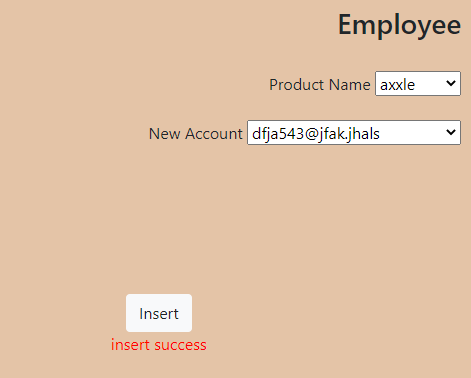 Employee
Product Name axxle
New Account dfja543@jfak.jhals
Insert
insert success